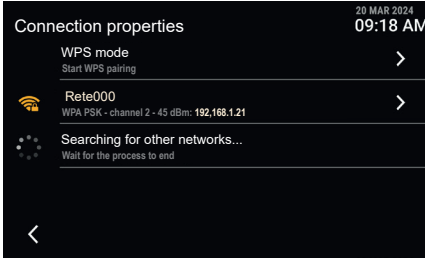 20 MAR 2024
Connection properties
09:18 AM
WPS mode
Start WPS pairing
Rete000
WPA PSK - channel 2 - 45 dBm: 192,168.1.21
Searching for other networks...
Wait for the process to end